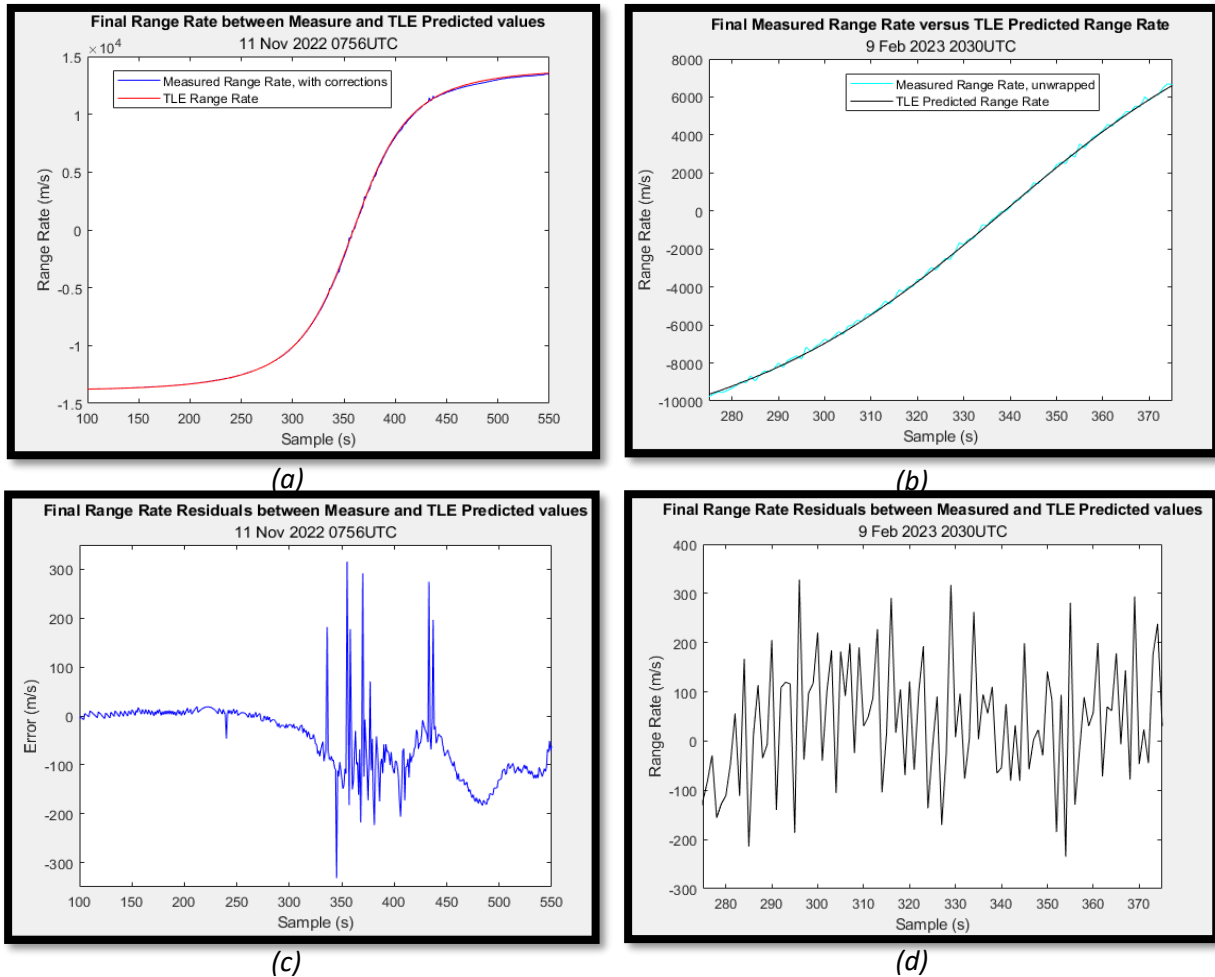 Final Range Rate between Measure and TLE Predicted values
11 Nov 2022 0756UTC
×10⁴
1.5
1
0.5
0
-0.5
-1
-1.5
Range Rate (m/s)
Measured Range Rate, with corrections
TLE Range Rate
100 150 200 250 300 350 400 450 500 550
Sample (s)
(a)
Final Measured Range Rate versus TLE Predicted Range Rate
9 Feb 2023 2030UTC
8000
6000
4000
2000
0
-2000
-4000
-6000
-8000
-10000
Range Rate (m/s)
Measured Range Rate, unwrapped
TLE Predicted Range Rate
280 290 300 310 320 330 340 350 360 370
Sample (s)
(b)
Final Range Rate Residuals between Measure and TLE Predicted values
11 Nov 2022 0756UTC
300
200
100
0
-100
-200
-300
Error (m/s)
100 150 200 250 300 350 400 450 500 550
Sample (s)
(c)
Final Range Rate Residuals between Measured and TLE Predicted values
9 Feb 2023 2030UTC
400
300
200
100
0
-100
-200
-300
Range Rate (m/s)
280 290 300 310 320 330 340 350 360 370
Sample (s)
(d)